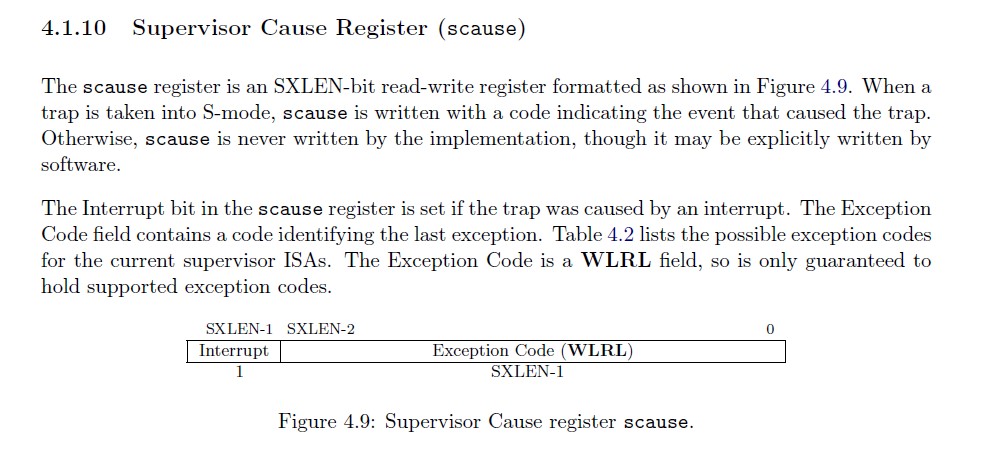 4.1.10 Supervisor Cause Register (scause)
The scause register is an SXLEN-bit read-write register formatted as shown in Figure 4.9. When a
trap is taken into S-mode, scause is written with a code indicating the event that caused the trap.
Otherwise, scause is never written by the implementation, though it may be explicitly written by
software.
The Interrupt bit in the scause register is set if the trap was caused by an interrupt. The Exception
Code field contains a code identifying the last exception. Table 4.2 lists the possible exception codes
for the current supervisor ISAs. The Exception Code is a WLRL field, so is only guaranteed to
hold supported exception codes.
SXLEN-1 SXLEN-2 0
Interrupt Exception Code (WLRL)
1 SXLEN-1
Figure 4.9: Supervisor Cause register scause.